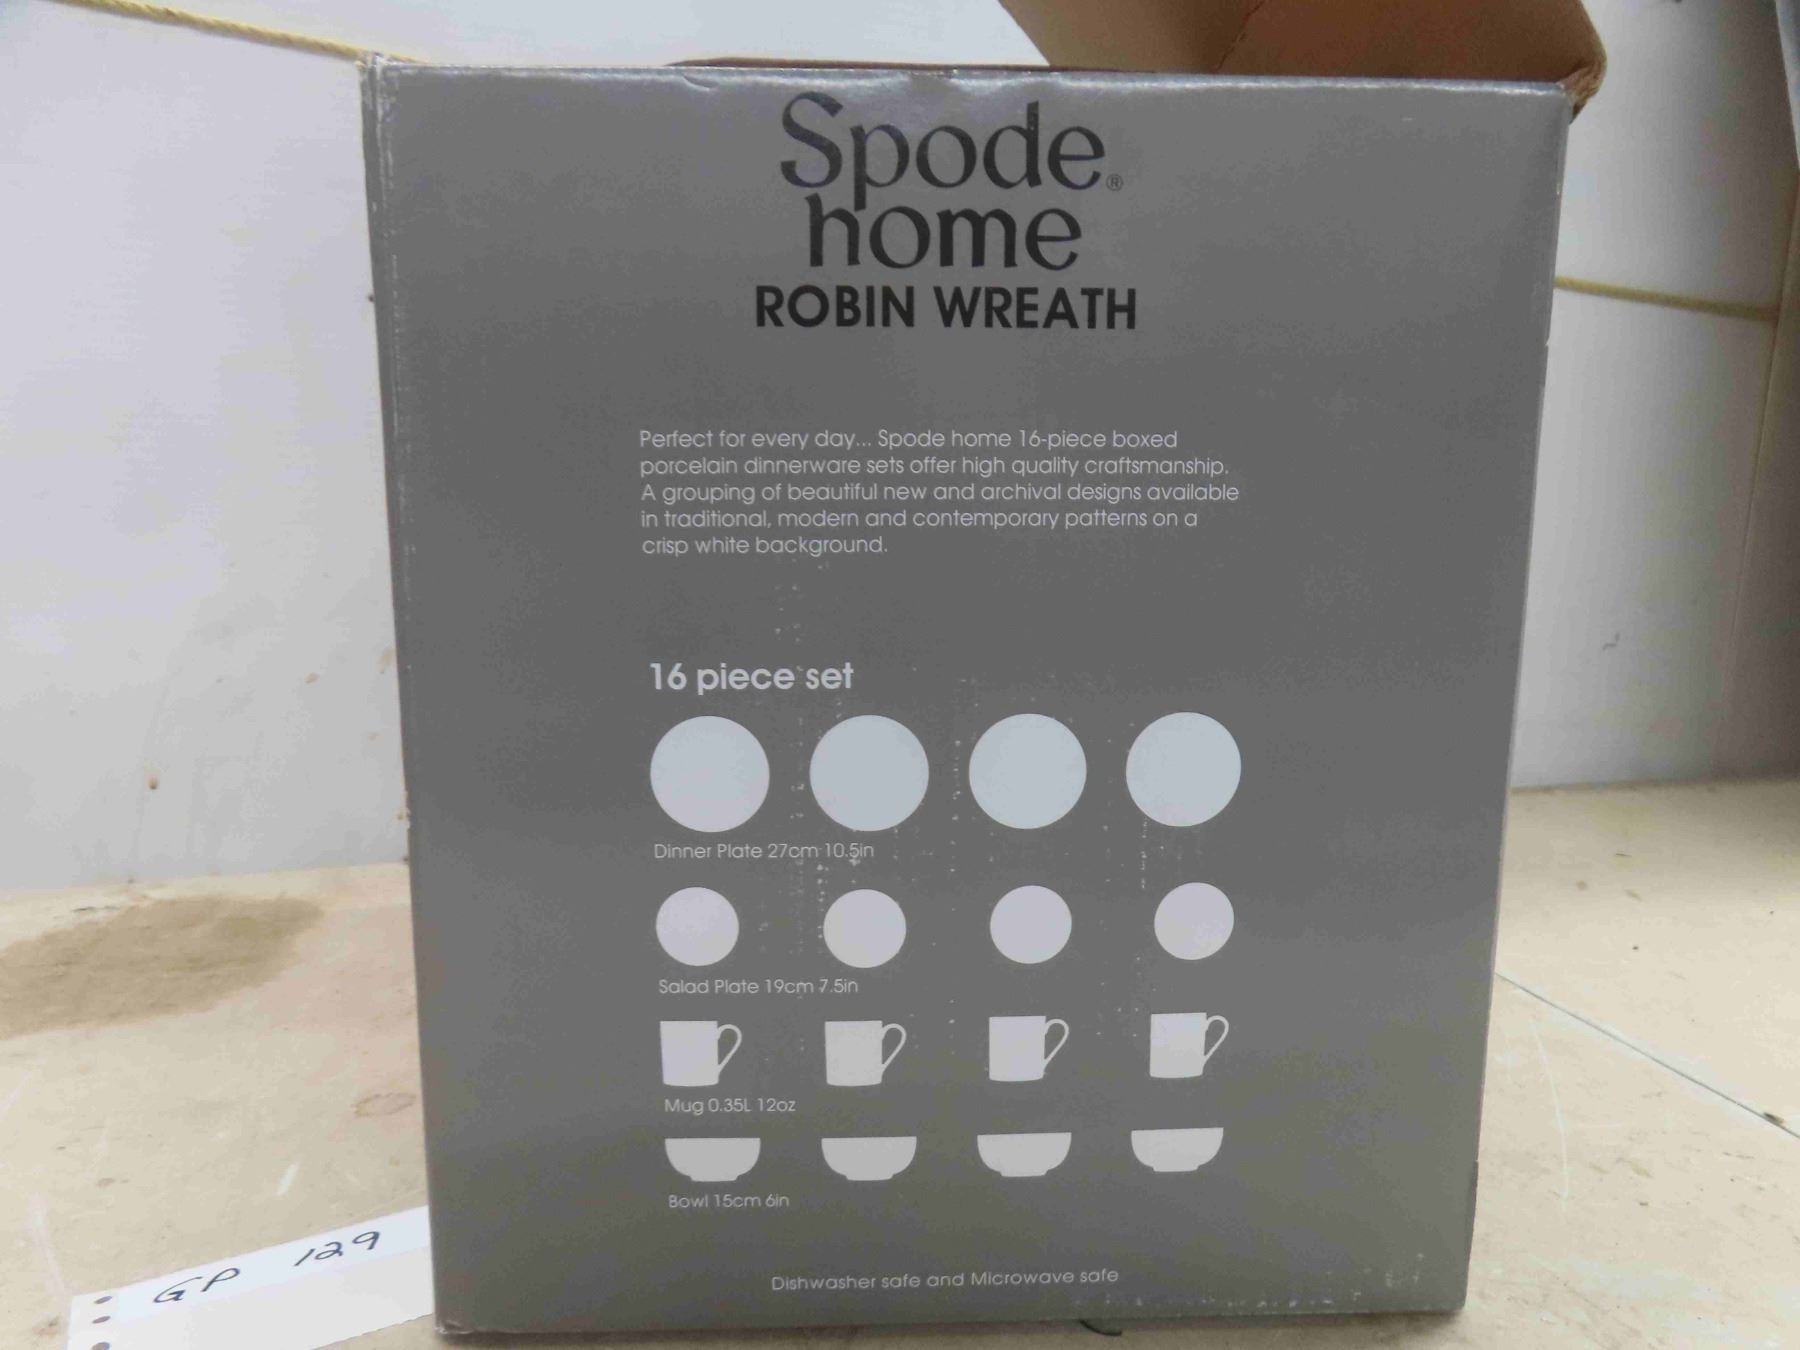 Spode®
home
ROBIN WREATH
Perfect for every day... Spode home 16-piece boxed
porcelain dinnerware sets offer high quality craftsmanship.
A grouping of beautiful new and archival designs available
in traditional, modern and contemporary patterns on a
crisp white background.
16 piece set
Dinner Plate 27cm 10.5in
Salad Plate 19cm 7.5in
Mug 0.35L 12oz
Bowl 15cm 6in
Dishwasher safe and Microwave safe
GP 129